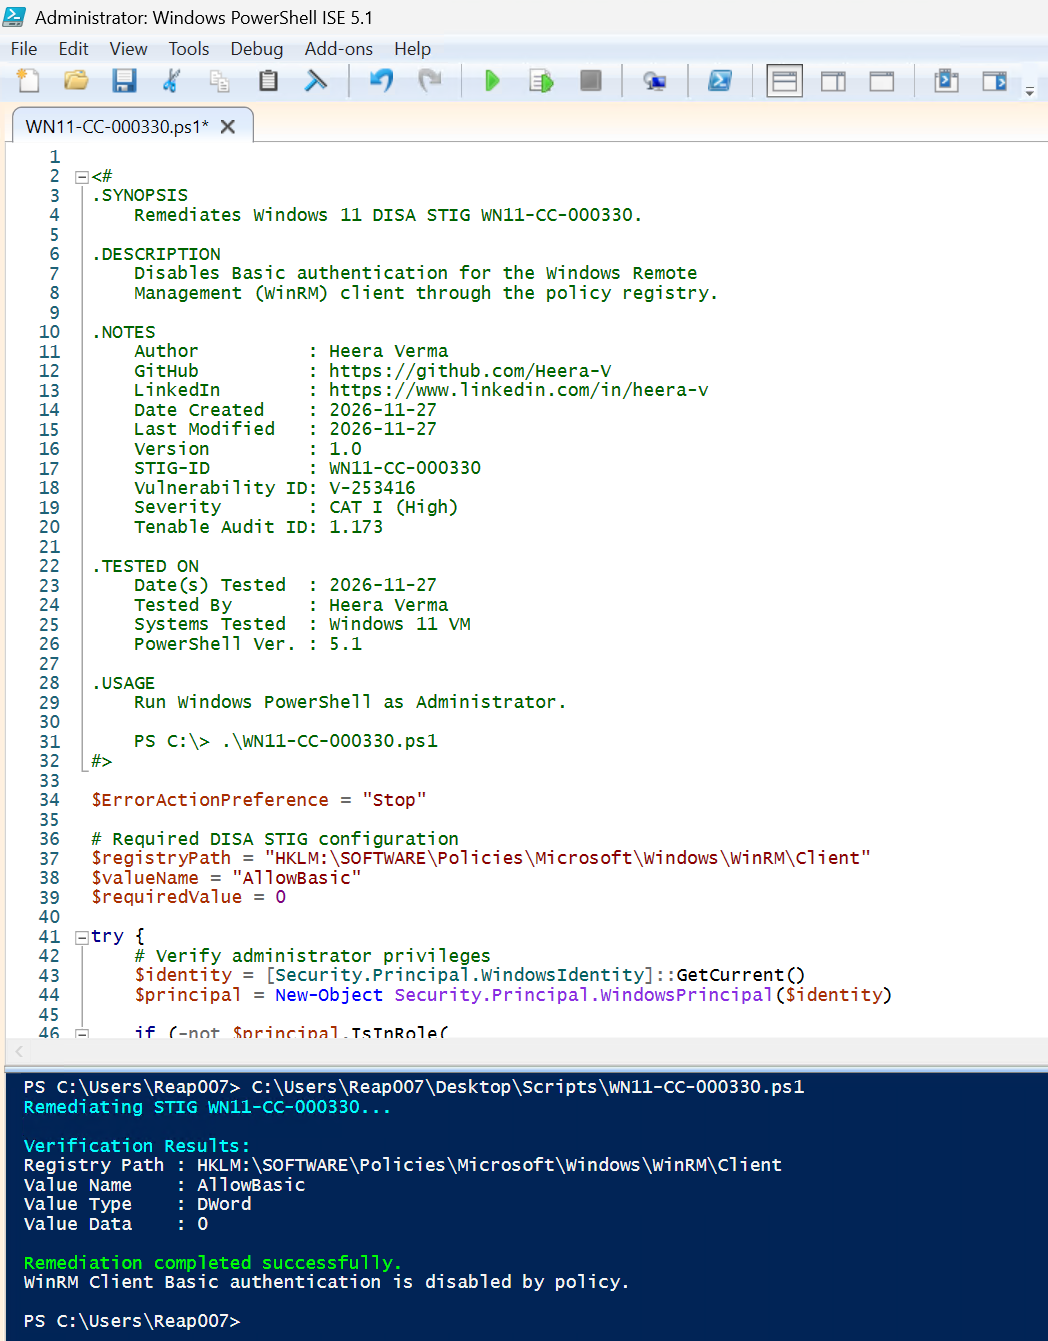 Administrator: Windows PowerShell ISE 5.1
File Edit View Tools Debug Add-ons Help
WN11-CC-000330.ps1*
1
2 <#
3 .SYNOPSIS
4     Remediates Windows 11 DISA STIG WN11-CC-000330.
5
6 .DESCRIPTION
7     Disables Basic authentication for the Windows Remote
8     Management (WinRM) client through the policy registry.
9
10 .NOTES
11     Author          : Heera Verma
12     GitHub          : https://github.com/Heera-V
13     LinkedIn        : https://www.linkedin.com/in/heera-v
14     Date Created    : 2026-11-27
15     Last Modified   : 2026-11-27
16     Version         : 1.0
17     STIG-ID         : WN11-CC-000330
18     Vulnerability ID: V-253416
19     Severity        : CAT I (High)
20     Tenable Audit ID: 1.173
21
22 .TESTED ON
23     Date(s) Tested  : 2026-11-27
24     Tested By       : Heera Verma
25     Systems Tested  : Windows 11 VM
26     PowerShell Ver. : 5.1
27
28 .USAGE
29     Run Windows PowerShell as Administrator.
30
31     PS C:\> .\WN11-CC-000330.ps1
32 #>
33
34 $ErrorActionPreference = "Stop"
35
36 # Required DISA STIG configuration
37 $registryPath = "HKLM:\SOFTWARE\Policies\Microsoft\Windows\WinRM\Client"
38 $valueName = "AllowBasic"
39 $requiredValue = 0
40
41 try {
42     # Verify administrator privileges
43     $identity = [Security.Principal.WindowsIdentity]::GetCurrent()
44     $principal = New-Object Security.Principal.WindowsPrincipal($identity)
45
46     if (-not $principal.IsInRole(
PS C:\Users\Reap007> C:\Users\Reap007\Desktop\Scripts\WN11-CC-000330.ps1
Remediating STIG WN11-CC-000330...
Verification Results:
Registry Path : HKLM:\SOFTWARE\Policies\Microsoft\Windows\WinRM\Client
Value Name    : AllowBasic
Value Type    : DWord
Value Data    : 0
Remediation completed successfully.
WinRM Client Basic authentication is disabled by policy.
PS C:\Users\Reap007>